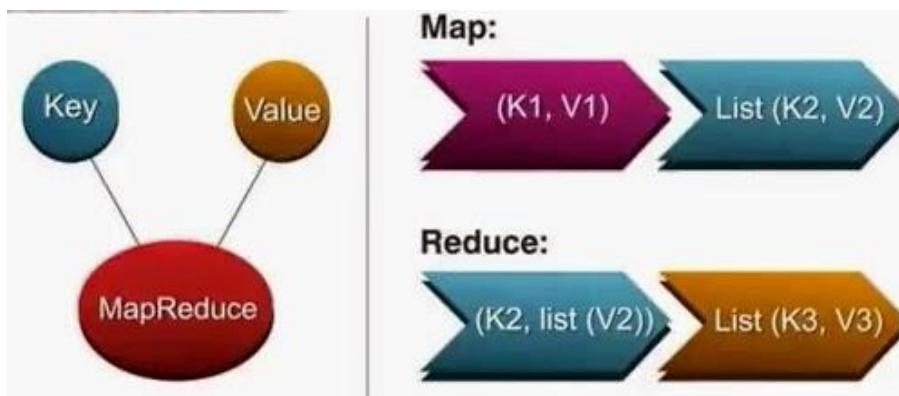 Key
Value
MapReduce
Map:
(K1, V1)
List (K2, V2)
Reduce:
(K2, list (V2))
List (K3, V3)